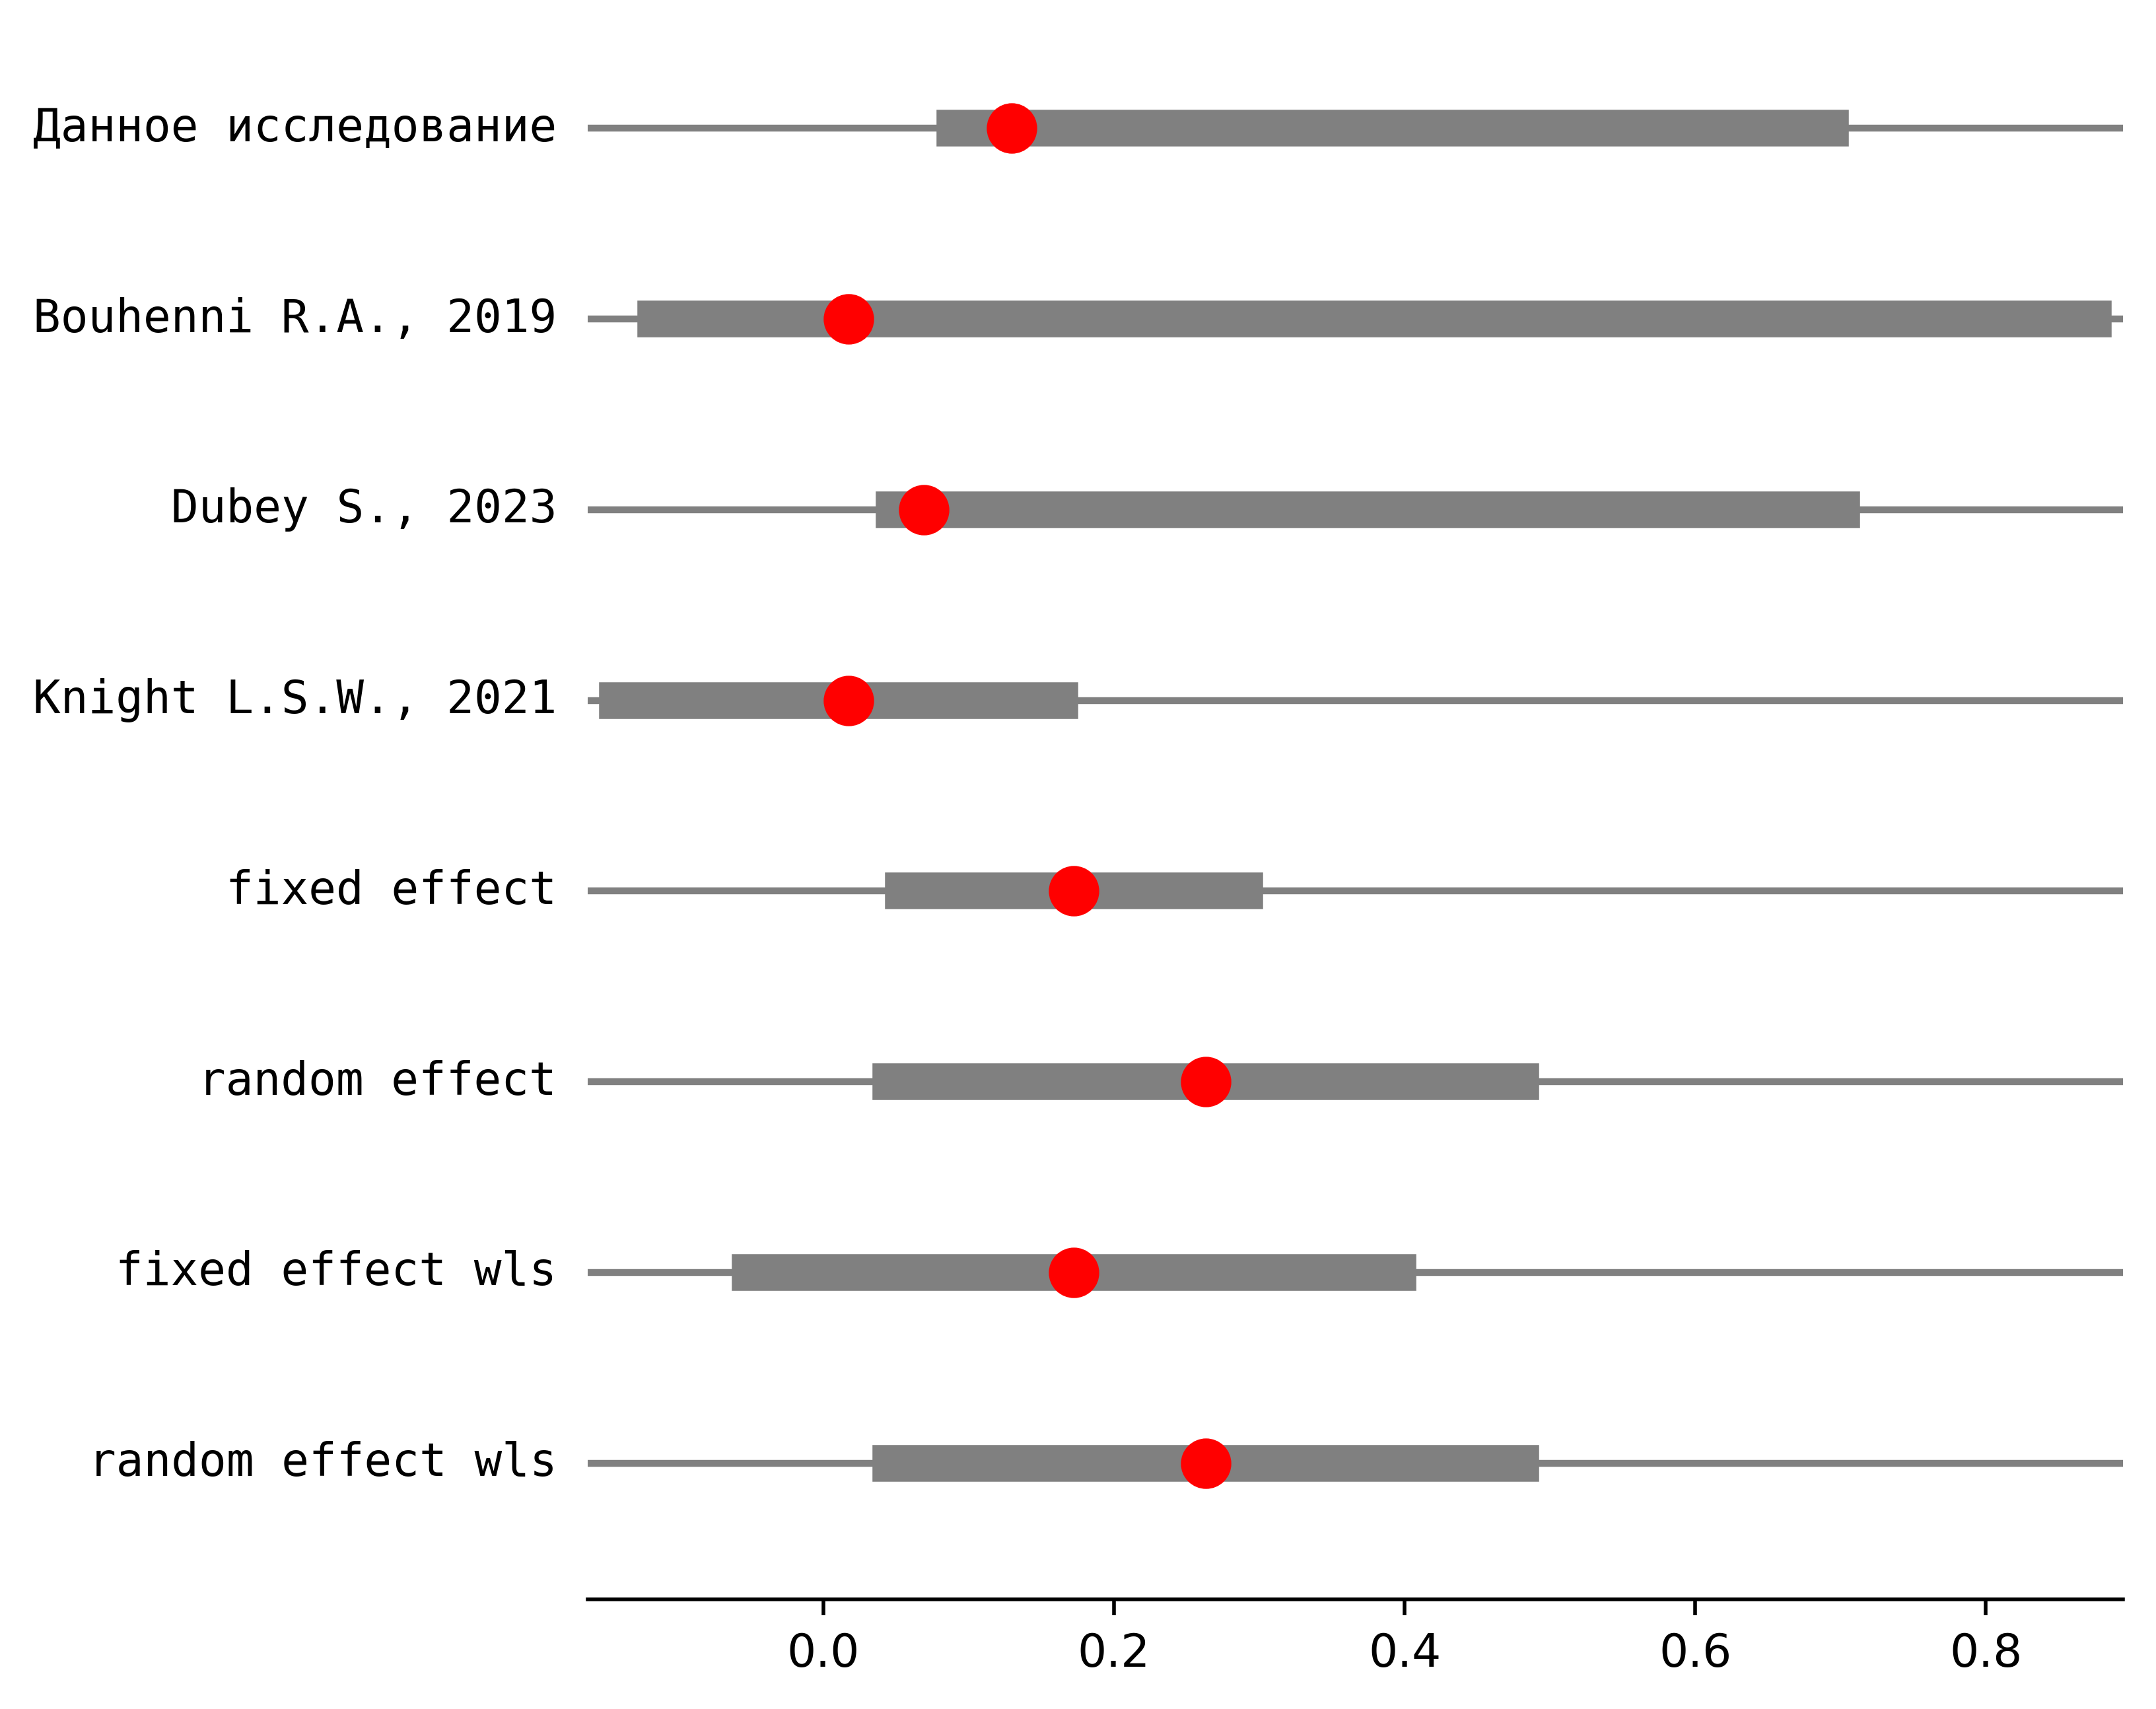 Данное исследование
Bouhenni R.A., 2019
Dubey S., 2023
Knight L.S.W., 2021
fixed effect
random effect
fixed effect wls
random effect wls
0.0 0.2 0.4 0.6 0.8